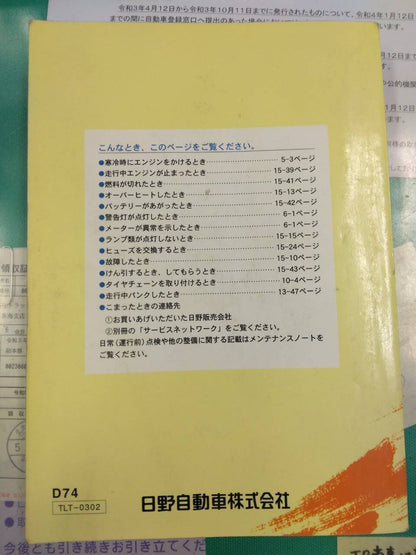 令和3年4月12日から令和3年10月11日までに発行されたものについて、令和4年1月12
までの間に自動車登録窓口へ提出のあった場合に
こんなとき、このページをご覧ください。
●寒冷時にエンジンをかけるとき 5-3ページ
●走行中エンジンが止まったとき 15-39ページ
●燃料が切れたとき 15-41ページ
●オーバーヒートしたとき 15-13ページ
●バッテリーがあがったとき 15-42ページ
●警告灯が点灯したとき 6-1ページ
●メーターが異常を示したとき 6-1ページ
●ランプ類が点灯しないとき 15-15ページ
●ヒューズを交換するとき 15-24ページ
●故障したとき 15-10ページ
●けん引するとき、してもらうとき 15-43ページ
●タイヤチェーンを取り付けるとき 10-4ページ
●走行中パンクしたとき 13-47ページ
●こまったときの連絡先
①お買いあげいただいた日野販売会社
②別冊の「サービスネットワーク」をご覧ください。
日常（運行前）点検や他の整備に関する記載はメンテナンスノートを
ご覧ください。
領収証
D74
TLT-0302
日野自動車株式会社
今後とも引き続きお引き立てくだ